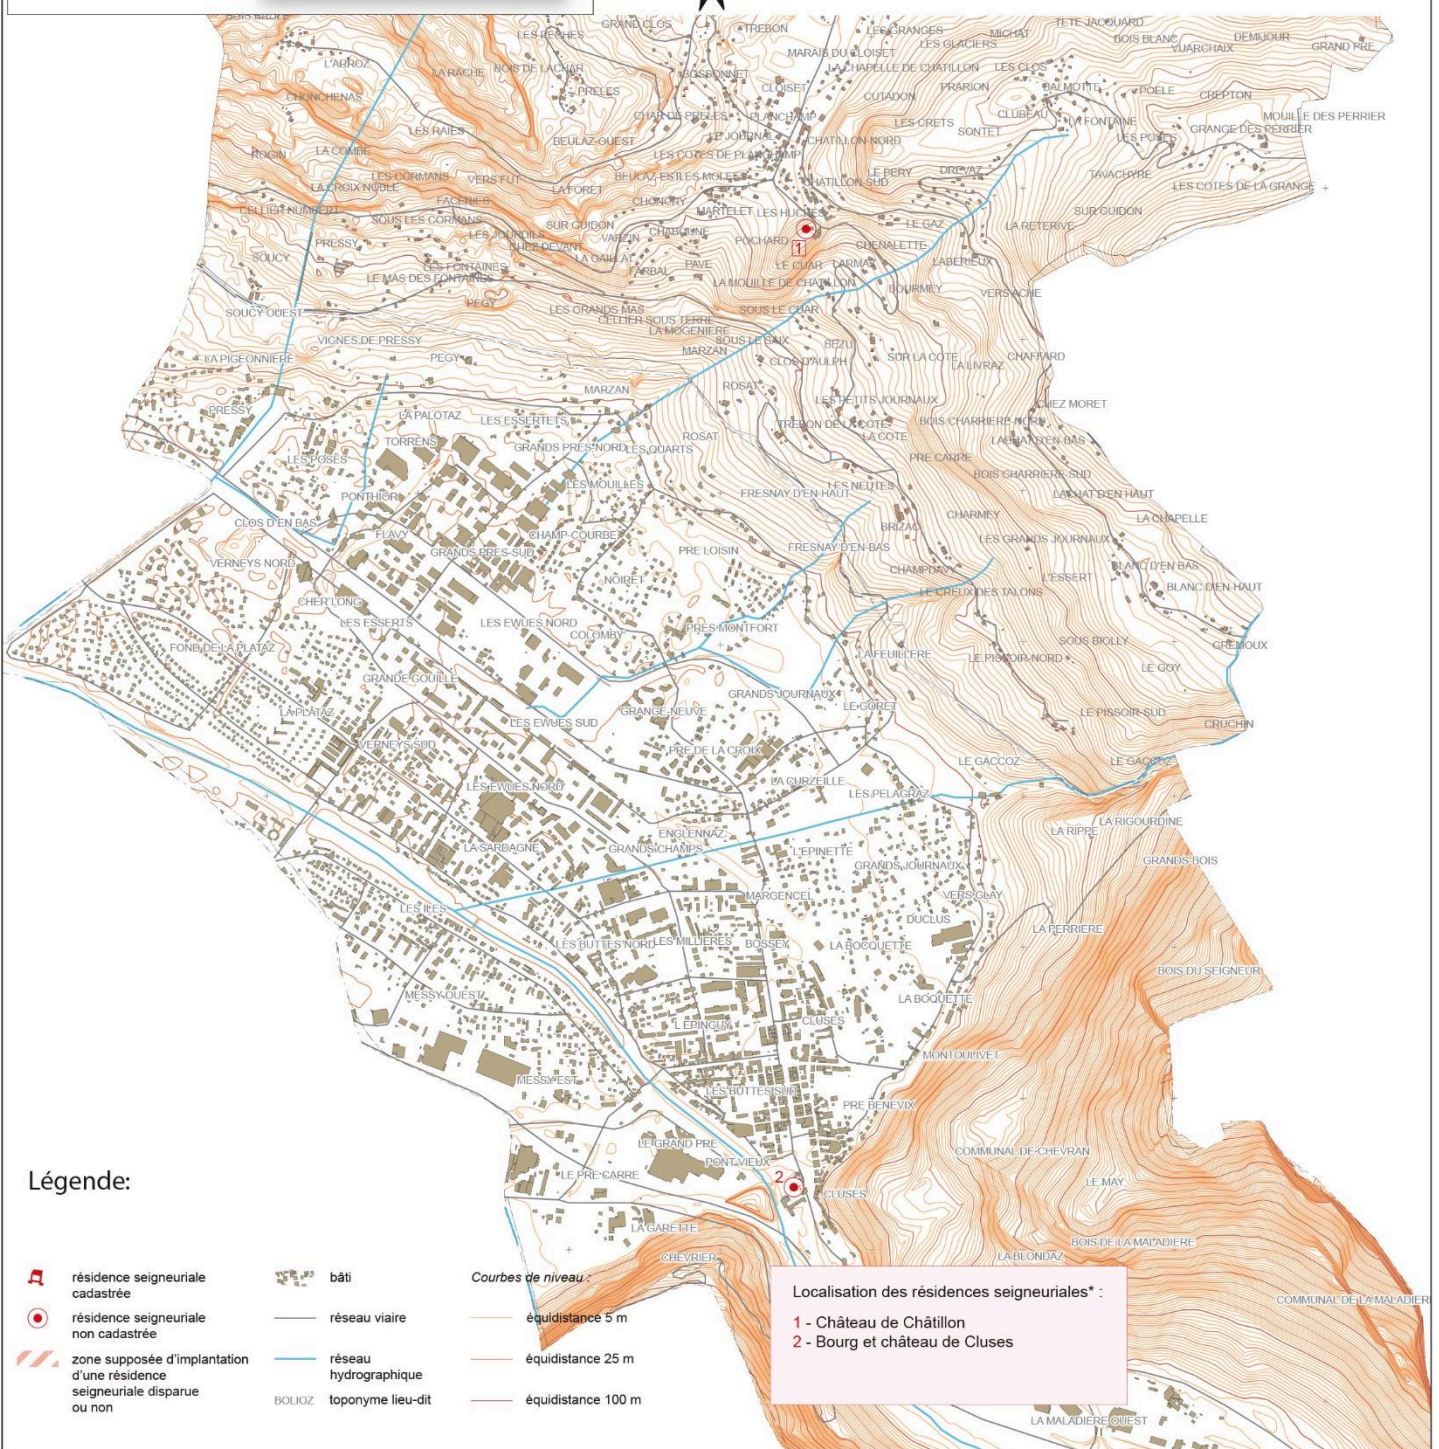 GRAND CLOS
TREBON
LES GRANGES
TETE JACQUARD
LES PECHES
MICHAT
BOIS BLANC
DEMIJOUR
LES GLACIERS
VUARCHAIX
GRAND PRE
MARAIS DU CLOISET
L'ARROZ
LA RACHE
BOIS DE LACHAR
LA CHAPELLE DE CHATILLON
LES CLOS
CLOISET
PRARION
BALMOTTE
POELE
CREPTON
PRELES
CUTADON
CHONCHENAS
CHAR DE PRELES
PLANCHAMP
CLUBEAU
LA FONTAINE
MOUILLE DES PERRIER
LES CRETS
SONTET
GRANGE DES PERRIER
LES RAIES
BEULAZ-OUEST
LE JOURNAL
CHATILLON-NORD
LES POSES
ROGIN
LA COMBE
LES COTES DE PLANCHAMP
LES CORMANS
VERS FUT
LE PERY
DREVAZ
TAVACHYRE
LA CROIX NOBLE
LA FORET
CHATILLON-SUD
LES COTES DE LA GRANGE
FACERIES
CHONCRY
MARTELET
LES HUCHES
SUR GUIDON
CELLIER HUMBERT
SOUS LES CORMANS
SUR GUIDON
LE GAZ
LA RETERIVE
PRESSY
LES JOURDILS
VARZIN
CHABOUNE
POCHARD
1
CHENALETTE
CHEZ DEVANT
SOUCY
LES FONTAINES
LA GAILLAT
FARBAL
PAVE
LE CUAR
LARMAY
LABERIEUX
LE MAS DES FONTAINES
LA MOUILLE DE CHATILLON
BOURMEY
VERS ACHE
PEGY
LES GRANDS MAS
SOUS LE CUAR
SOUCY OUEST
CELLIER SOUS TERRE
LA MOGENIERE
VIGNES DE PRESSY
SOUS LE SAIX
BEZU
MARZAN
LA PIGEONNIERE
PEGY
CLOS D'AULPH
SUR LA COTE
LA LIVRAZ
CHAFFARD
MARZAN
ROSAT
LES PETITS JOURNAUX
CHEZ MORET
PRESSY
LA PALOTAZ
LES ESSERTETS
TREBON DE LA COTE
BOIS CHARRIERE-NORD
TORRENS
GRANDS PRES-NORD
LES QUARTS
ROSAT
LA COTE
LACHAT D'EN-BAS
LES POSES
PRE CARRE
BOIS CHARRIERE-SUD
PONTHIOR
LES MOUILLES
FRESNAY D'EN-HAUT
LES NEUTES
LACHAT D'EN HAUT
CLOS D'EN BAS
FLAVY
CHAMP-COURBE
BRIZAC
CHARMEY
LA CHAPELLE
GRANDS PRES-SUD
PRE LOISIN
FRESNAY D'EN-BAS
LES GRANDS JOURNAUX
VERNEYS NORD
NOIRET
CHAMPDAVY
L'ESSERT
BLANC D'EN BAS
CHER LONG
LE CREUX DES TALONS
BLANC D'EN HAUT
LES ESSERTS
LES EWUES NORD
COLOMBY
PRES MONTFORT
SOUS BIOLLY
CREMOUX
FOND DE LA PLATAZ
LA FEUILLERE
LE PISSOIR-NORD
LE GOY
GRANDE GOUILLE
GRANDS JOURNAUX
LA PLATAZ
LES EWUES SUD
GRANGE-NEUVE
LE GORET
LE PISSOIR-SUD
CRUCHIN
VERNEYS SUD
PRE DE LA CROIX
LE GACCOZ
LE GACCOZ
LES EWUES NORD
LA CURZEILLE
LES PELAGRAZ
LA RIGOURDINE
ENGLENNAZ
LA RIPPE
LA SARDAGNE
GRANDS CHAMPS
L'EPINETTE
GRANDS JOURNAUX
GRANDS-BOIS
MARGENCEL
VERS GLAY
LES ILES
DUCLUS
LA PERRIERE
LES BUTTES NORD
LES MILLIERES
BOSSEY
LA BOCQUETTE
BOIS DU SEIGNEUR
MESSY OUEST
LA BOQUETTE
L'EPINGUY
CLUSES
MONTOULIVET
MESSY EST
LES BUTTES SUD
PRE BENEVIX
LE GRAND PRE
COMMUNAL DE CHEVRAN
PONT VIEUX
LE PRE CARRE
2
CLUSES
LE MAY
LA GARETTE
CHEVRIER
LA BLONDAZ
BOIS DE LA MALADIERE
COMMUNAL DE LA MALADIERE
LA MALADIERE OUEST
Légende:
résidence seigneuriale
cadastrée
résidence seigneuriale
non cadastrée
zone supposée d'implantation
d'une résidence
seigneuriale disparue
ou non
bâti
réseau viaire
réseau
hydrographique
BOLIOZ toponyme lieu-dit
Courbes de niveau :
équidistance 5 m
équidistance 25 m
équidistance 100 m
Localisation des résidences seigneuriales* :
1 - Château de Châtillon
2 - Bourg et château de Cluses